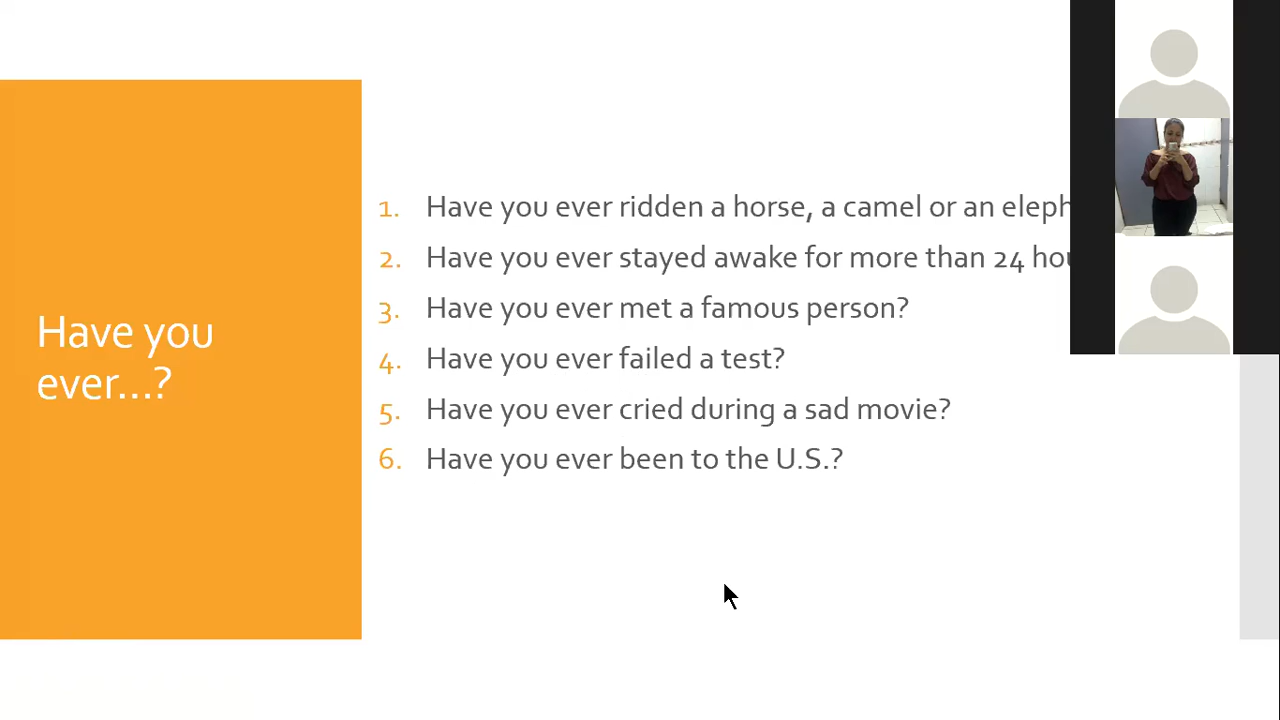 Have you
ever...?
1. Have you ever ridden a horse, a camel or an
2. Have you ever stayed awake for more than 24
3. Have you ever met a famous person?
4. Have you ever failed a test?
5. Have you ever cried during a sad movie?
6. Have you ever been to the U.S.?